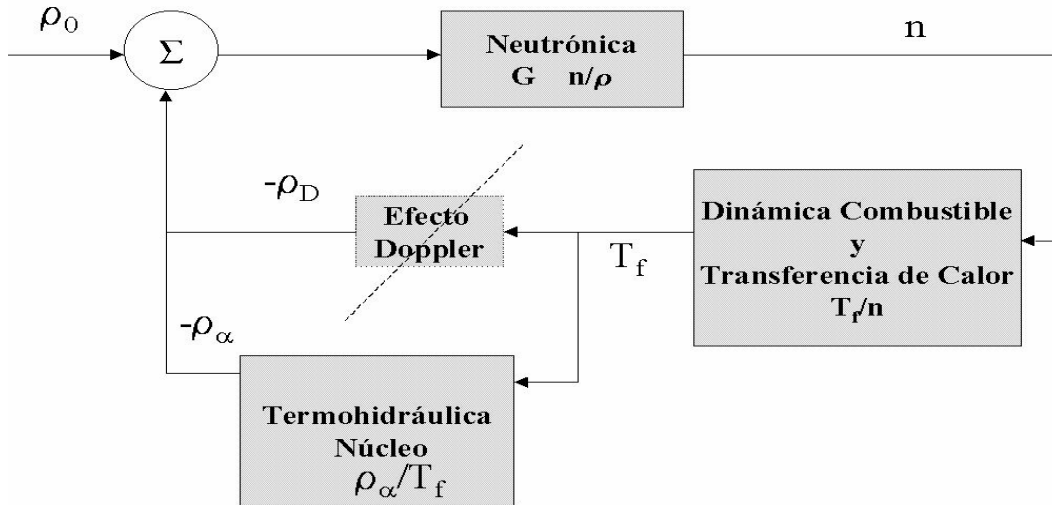 ρ0
Σ
Neutrónica
G n/ρ
n
-ρD
Efecto
Doppler
Tf
Dinámica Combustible
y
Transferencia de Calor
Tf/n
-ρα
Termohidráulica
Núcleo
ρα/Tf